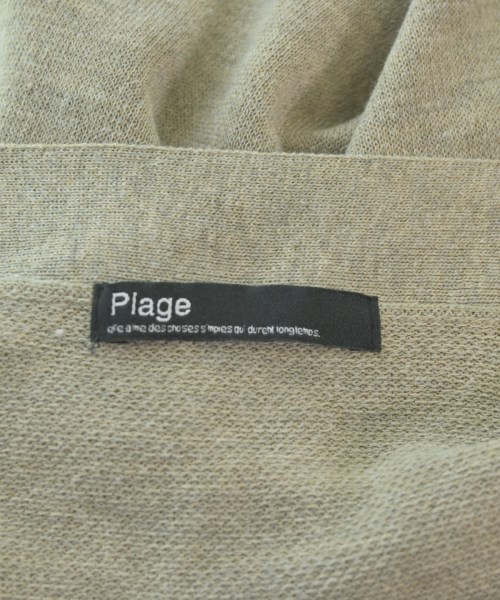 Plage
elle aime des choses simples qui durent longtemps.